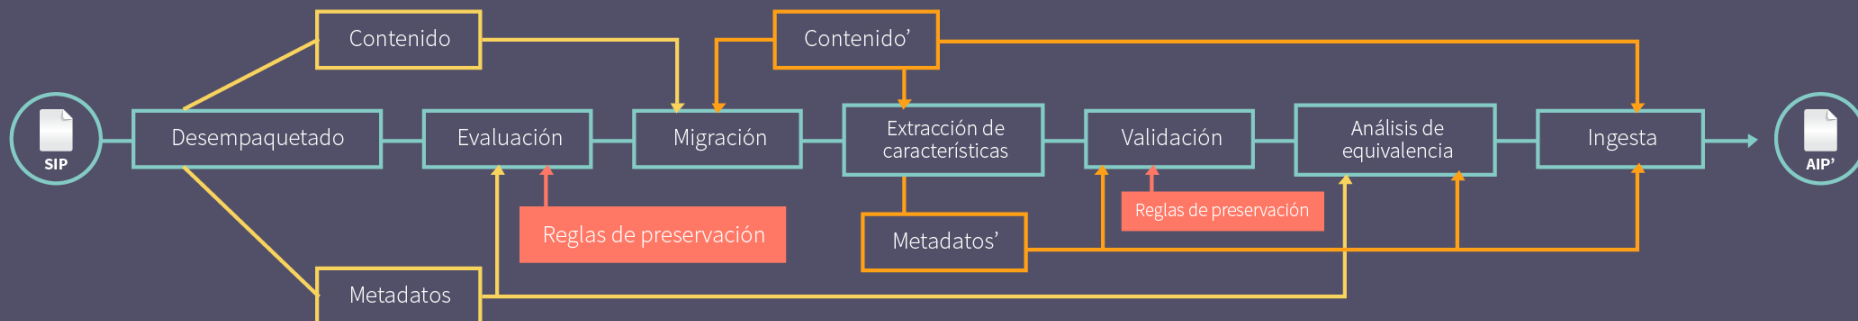 Contenido
Contenido’
SIP
Desempaquetado
Evaluación
Migración
Extracción de
características
Validación
Análisis de
equivalencia
Ingesta
AIP’
Reglas de preservación
Reglas de preservación
Metadatos’
Metadatos